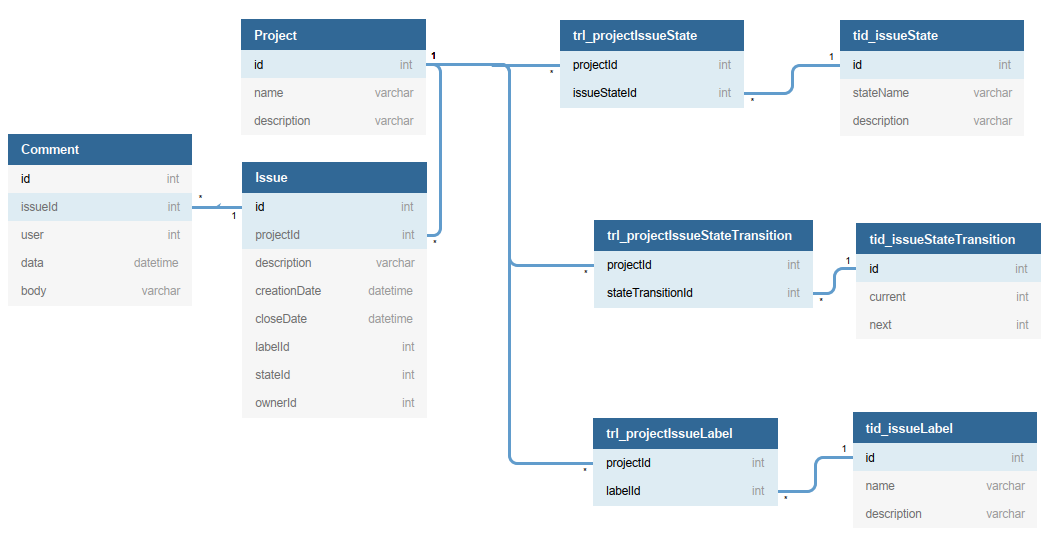 Project
id int
name varchar
description varchar
1
trl_projectIssueState
projectId int
issueStateId int
*
*
tid_issueState
1
id int
stateName varchar
description varchar
Comment
id int
issueId int
user int
data datetime
body varchar
*
1
Issue
id int
projectId int
description varchar
creationDate datetime
closeDate datetime
labelId int
stateId int
ownerId int
*
trl_projectIssueStateTransition
projectId int
stateTransitionId int
*
*
tid_issueStateTransition
1
id int
current int
next int
trl_projectIssueLabel
projectId int
labelId int
*
*
tid_issueLabel
1
id int
name varchar
description varchar